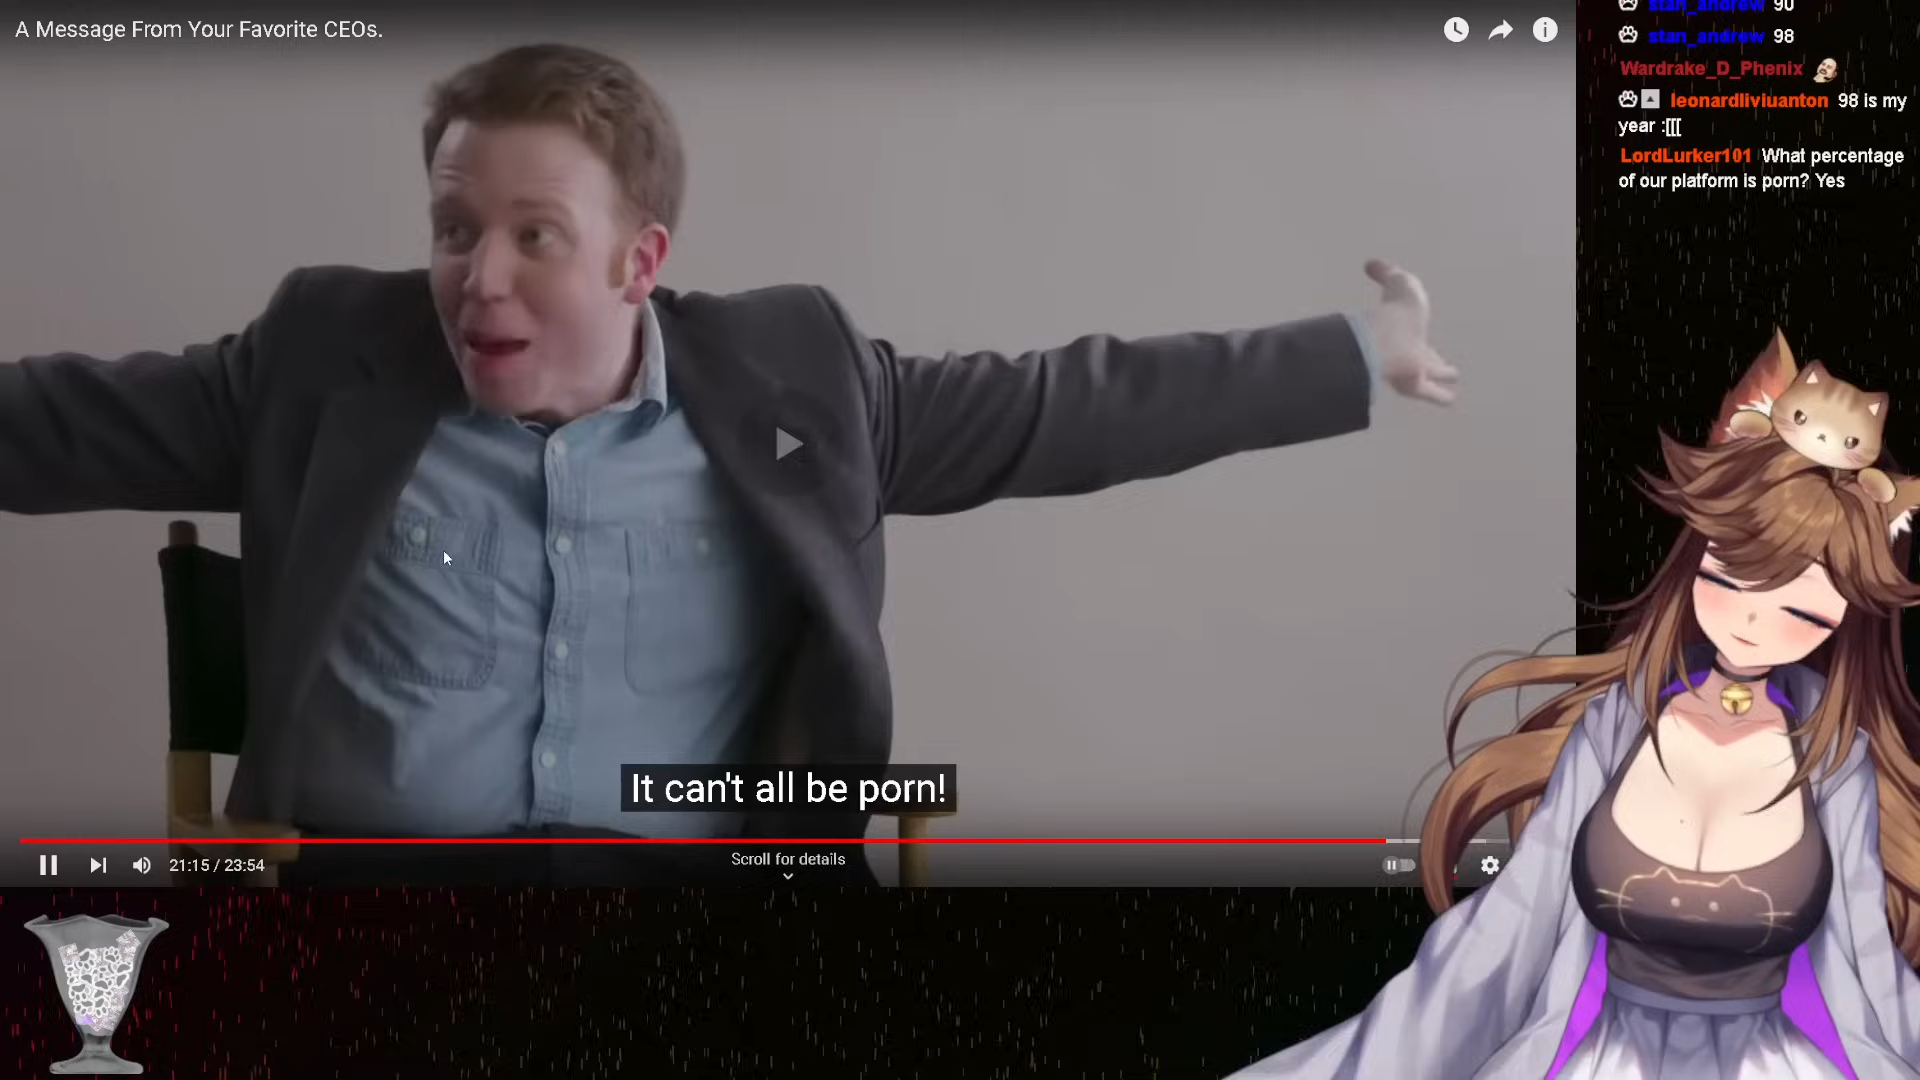 A Message From Your Favorite CEOs.
stan_andrew 90
stan_andrew 98
Wardrake_D_Phenix
leonardliviuanton 98 is my
year :[[[
LordLurker101 What percentage
of our platform is porn? Yes
It can't all be porn!
21:15 / 23:54
Scroll for details